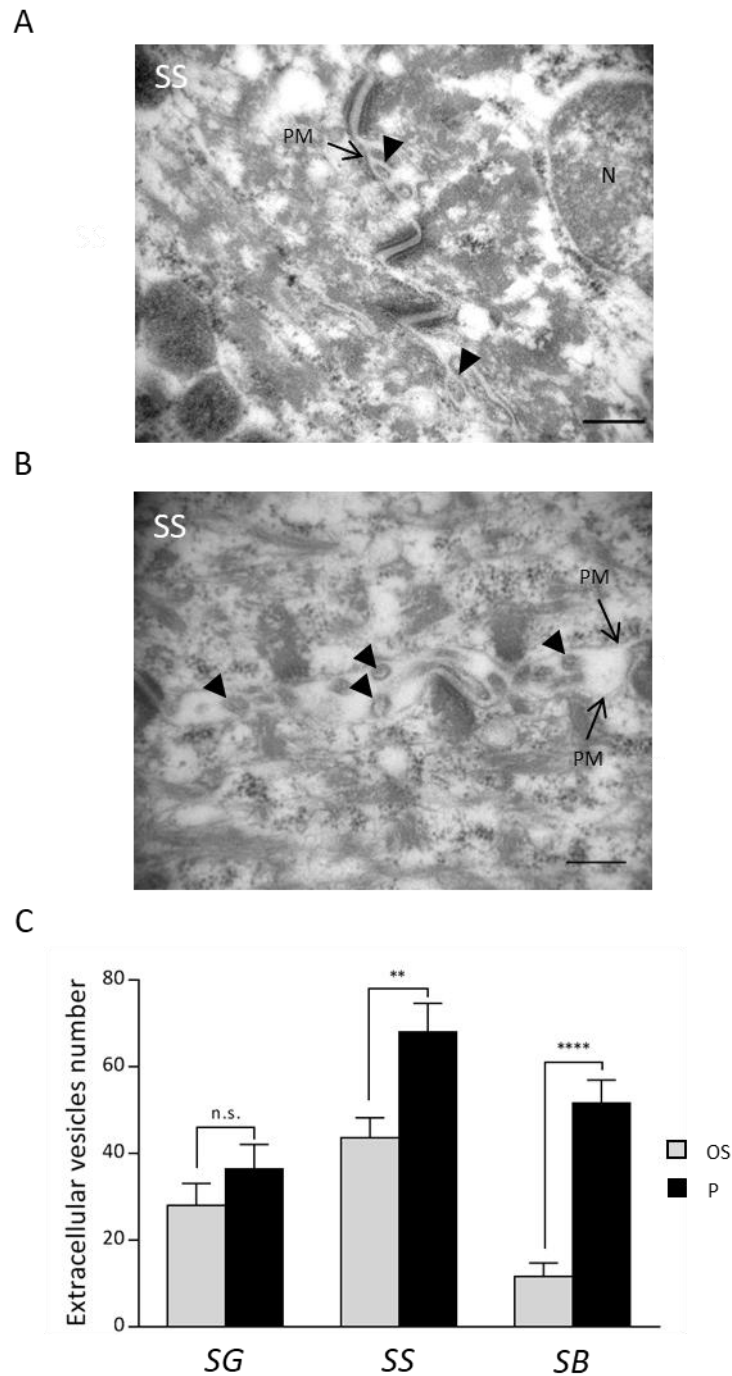 A
SS
PM
N
SS
B
SS
PM
PM
C
Extracellular vesicles number
80
60
40
20
0
n.s.
**
****
OS
P
SG
SS
SB